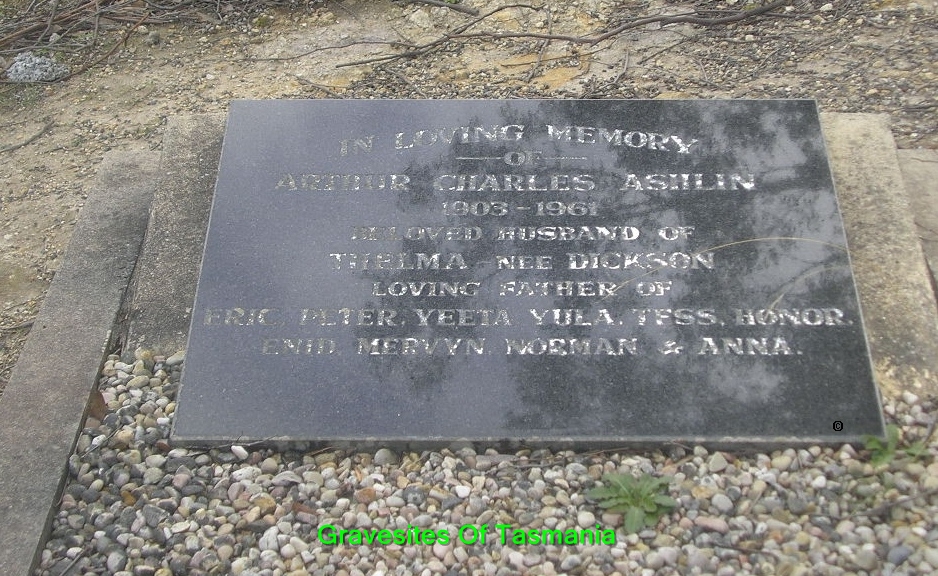 IN LOVING MEMORY
OF
ARTHUR CHARLES ASHLIN
1903 - 1961
BELOVED HUSBAND OF
THELMA NEE DICKSON
LOVING FATHER OF
ERIC, PETER, YEETA, YULA, TESS, HONOR,
ENID, MERVYN, NORMAN & ANNA.
©
Gravesites Of Tasmania